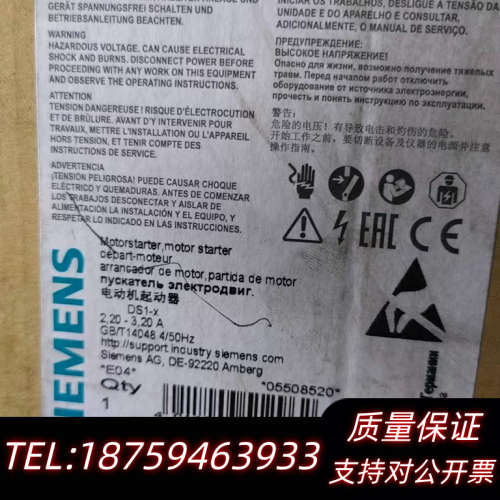 GERÄT SPANNUNGSFREI SCHALTEN UND
BETRIEBSANLEITUNG BEACHTEN.
WARNING
HAZARDOUS VOLTAGE. CAN CAUSE ELECTRICAL
SHOCK AND BURNS. DISCONNECT POWER BEFORE
PROCEEDING WITH ANY WORK ON THIS EQUIPMENT
AND READ THE OPERATING INSTRUCTIONS.
ATTENTION
TENSION DANGEREUSE! RISQUE D'ÉLECTROCUTION
ET DE BRÛLURE. AVANT D'Y INTERVENIR POUR
TRAVAUX, METTRE L'INSTALLATION OU L'APPAREIL
HORS TENSION, ET TENIR COMPTE DES
INSTRUCTIONS DE SERVICE.
ADVERTENCIA
¡TENSIÓN PELIGROSA! PUEDE CAUSAR CHOQUE
ELÉCTRICO Y QUEMADURAS. ANTES DE COMENZAR
LOS TRABAJOS DESCONECTAR Y AISLAR DE
ALIMENTACIÓN LA INSTALACIÓN Y EL EQUIPO, Y
RESPETAR LO INDICADO EN LAS INSTRUCCIONES
INICIAR OS TRABALHOS, DESLIGUE A TENSÃO DA
UNIDADE E DO APARELHO E CONSULTAR,
ADICIONALMENTE, O MANUAL DO SERVIÇO.
ПРЕДУПРЕЖДЕНИЕ:
ВЫСОКОЕ НАПРЯЖЕНИЕ!
Опасно для жизни, возможно получение тяжелых
травм. Перед началом работ отключить
оборудование от источника электроэнергии,
прочесть и понять инструкцию по эксплуатации.
警告:
危险的电压! 有导致电击和灼伤的危险。
开始工作之前, 要切断设备及仪器的电源并注意
操作指南。
EAC CE
SIEMENS
Motorstarter,motor starter
départ-moteur
arrancador de motor,partida de motor
пускатель электродвиг.
电动机起动器
DS1-x
2,20 - 3,20 A
GB/T14048.4/50Hz
http://support.industry.siemens.com
Siemens AG, DE-92220 Amberg
*E04*
*05508520*
Qty
1
TEL:18759463933
质量保证
支持对公开票